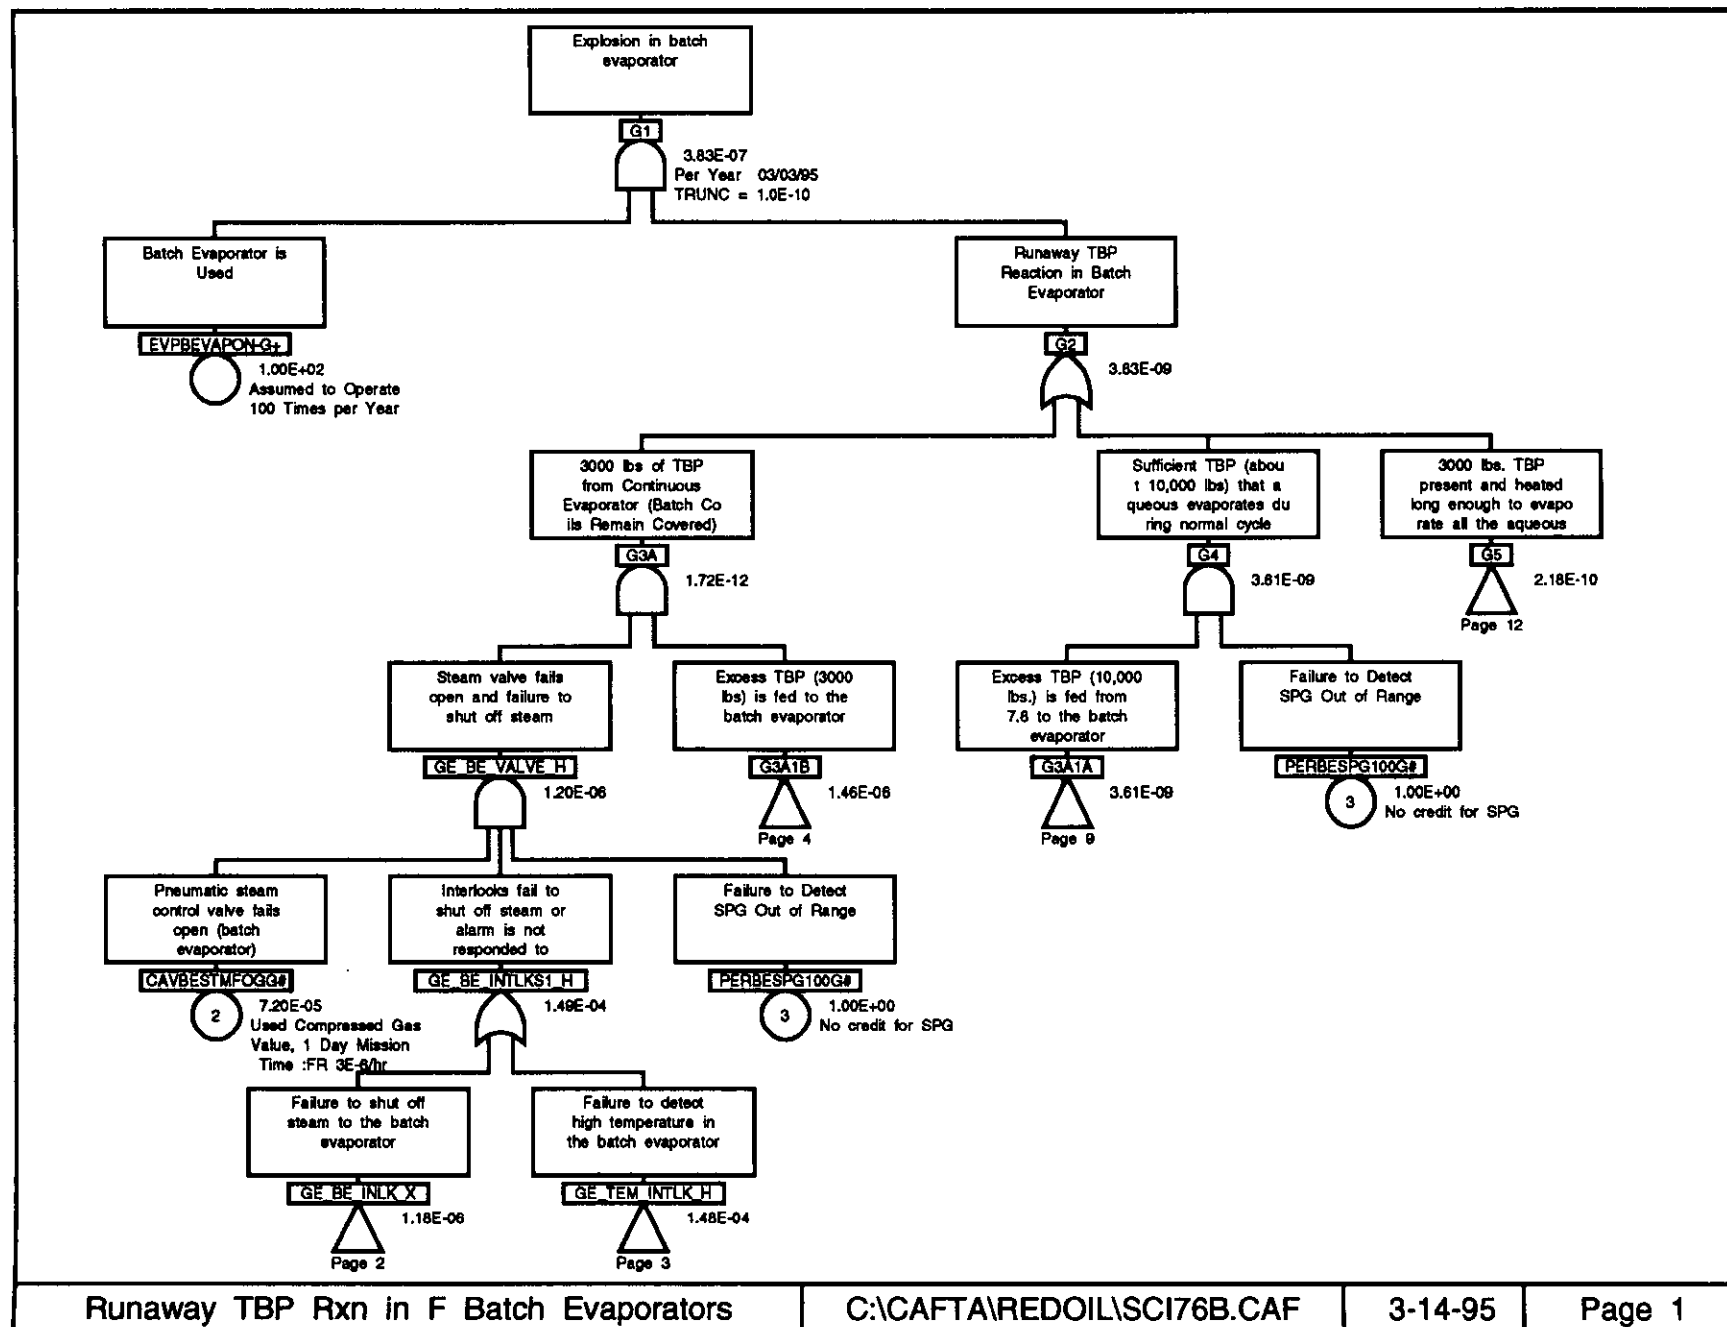 Explosion in batch
evaporator
G1
3.83E-07
Per Year 03/03/95
TRUNC = 1.0E-10
Batch Evaporator is
Used
EVPBEVAPON-G+
1.00E+02
Assumed to Operate
100 Times per Year
Runaway TBP
Reaction in Batch
Evaporator
G2
3.83E-09
3000 lbs of TBP
from Continuous
Evaporator (Batch Co
ils Remain Covered)
G3A
1.72E-12
Sufficient TBP (abou
t 10,000 lbs) that a
queous evaporates du
ring normal cycle
G4
3.61E-09
3000 lbs. TBP
present and heated
long enough to evapo
rate all the aqueous
G5
2.18E-10
Page 12
Steam valve fails
open and failure to
shut off steam
GE_BE_VALVE_H
1.20E-06
Excess TBP (3000
lbs) is fed to the
batch evaporator
G3A1B
1.46E-06
Page 4
Excess TBP (10,000
lbs.) is fed from
7.8 to the batch
evaporator
G3A1A
3.61E-09
Page 9
Failure to Detect
SPG Out of Range
PERBESPG100G#
3
1.00E+00
No credit for SPG
Pneumatic steam
control valve fails
open (batch
evaporator)
CAVBESTMFOGG#
2
7.20E-05
Used Compressed Gas
Value, 1 Day Mission
Time :FR 3E-6/hr
Interlocks fail to
shut off steam or
alarm is not
responded to
GE_BE_INTLKS1_H
1.49E-04
Failure to Detect
SPG Out of Range
PERBESPG100G#
3
1.00E+00
No credit for SPG
Failure to shut off
steam to the batch
evaporator
GE_BE_INLK_X
1.18E-06
Page 2
Failure to detect
high temperature in
the batch evaporator
GE_TEM_INTLK_H
1.48E-04
Page 3
Runaway TBP Rxn in F Batch Evaporators
C:\CAFTA\REDOIL\SCI76B.CAF
3-14-95
Page 1